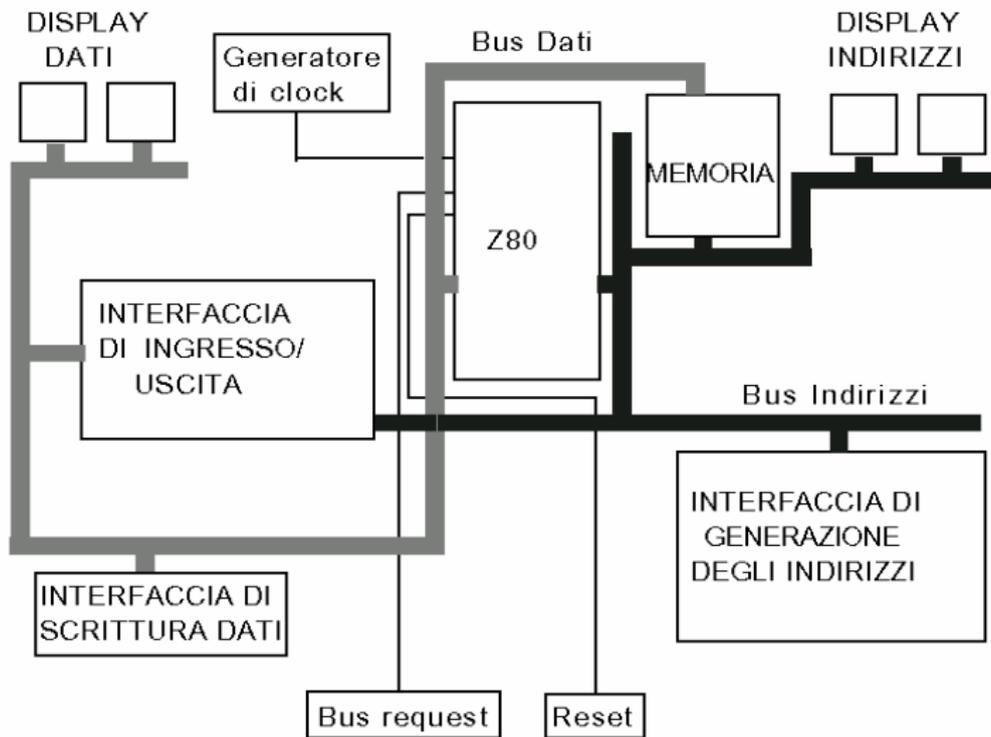 DISPLAY
DATI
Generatore
di clock
Bus Dati
DISPLAY
INDIRIZZI
MEMORIA
Z80
INTERFACCIA
DI INGRESSO/
USCITA
Bus Indirizzi
INTERFACCIA DI
GENERAZIONE
DEGLI INDIRIZZI
INTERFACCIA DI
SCRITTURA DATI
Bus request
Reset